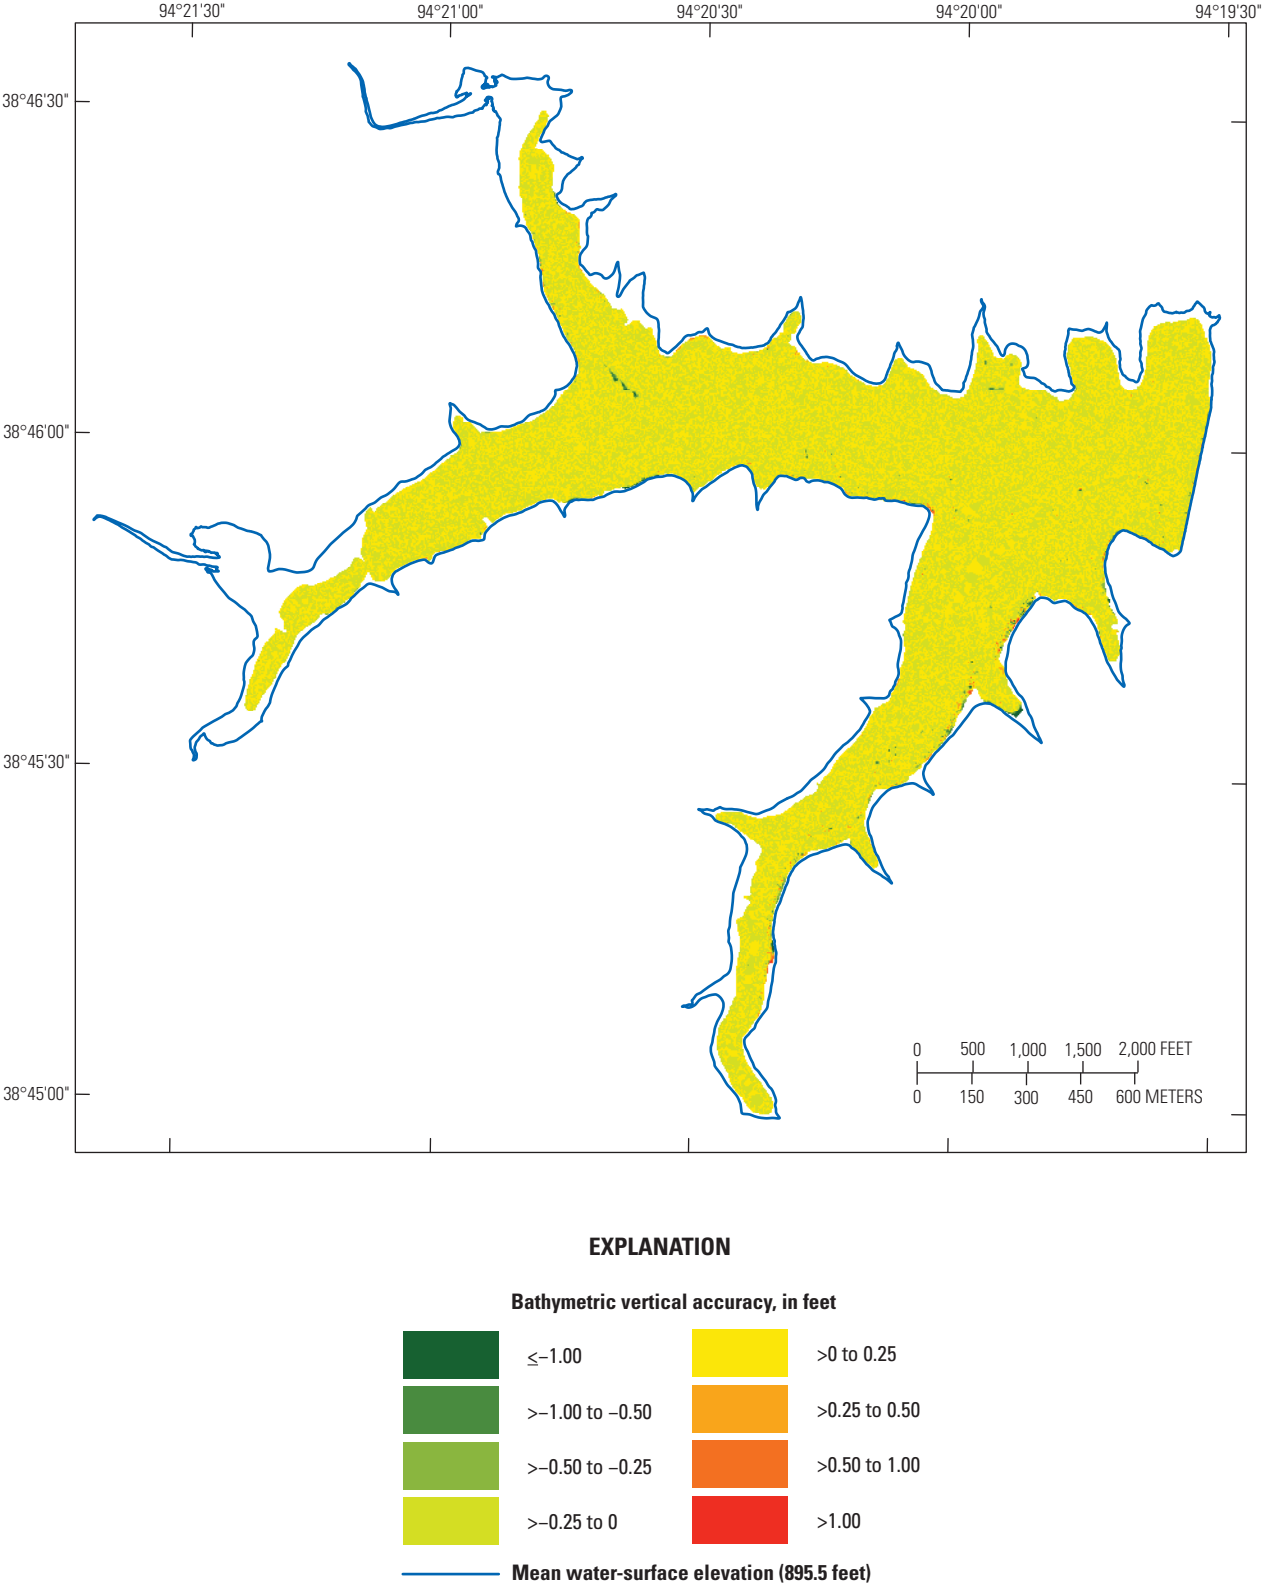 94°21'30" 94°21'00" 94°20'30" 94°20'00" 94°19'30"
38°46'30"
38°46'00"
38°45'30"
38°45'00"
0 500 1,000 1,500 2,000 FEET
0 150 300 450 600 METERS
EXPLANATION
Bathymetric vertical accuracy, in feet
≤−1.00 >0 to 0.25
>−1.00 to −0.50 >0.25 to 0.50
>−0.50 to −0.25 >0.50 to 1.00
>−0.25 to 0 >1.00
Mean water-surface elevation (895.5 feet)